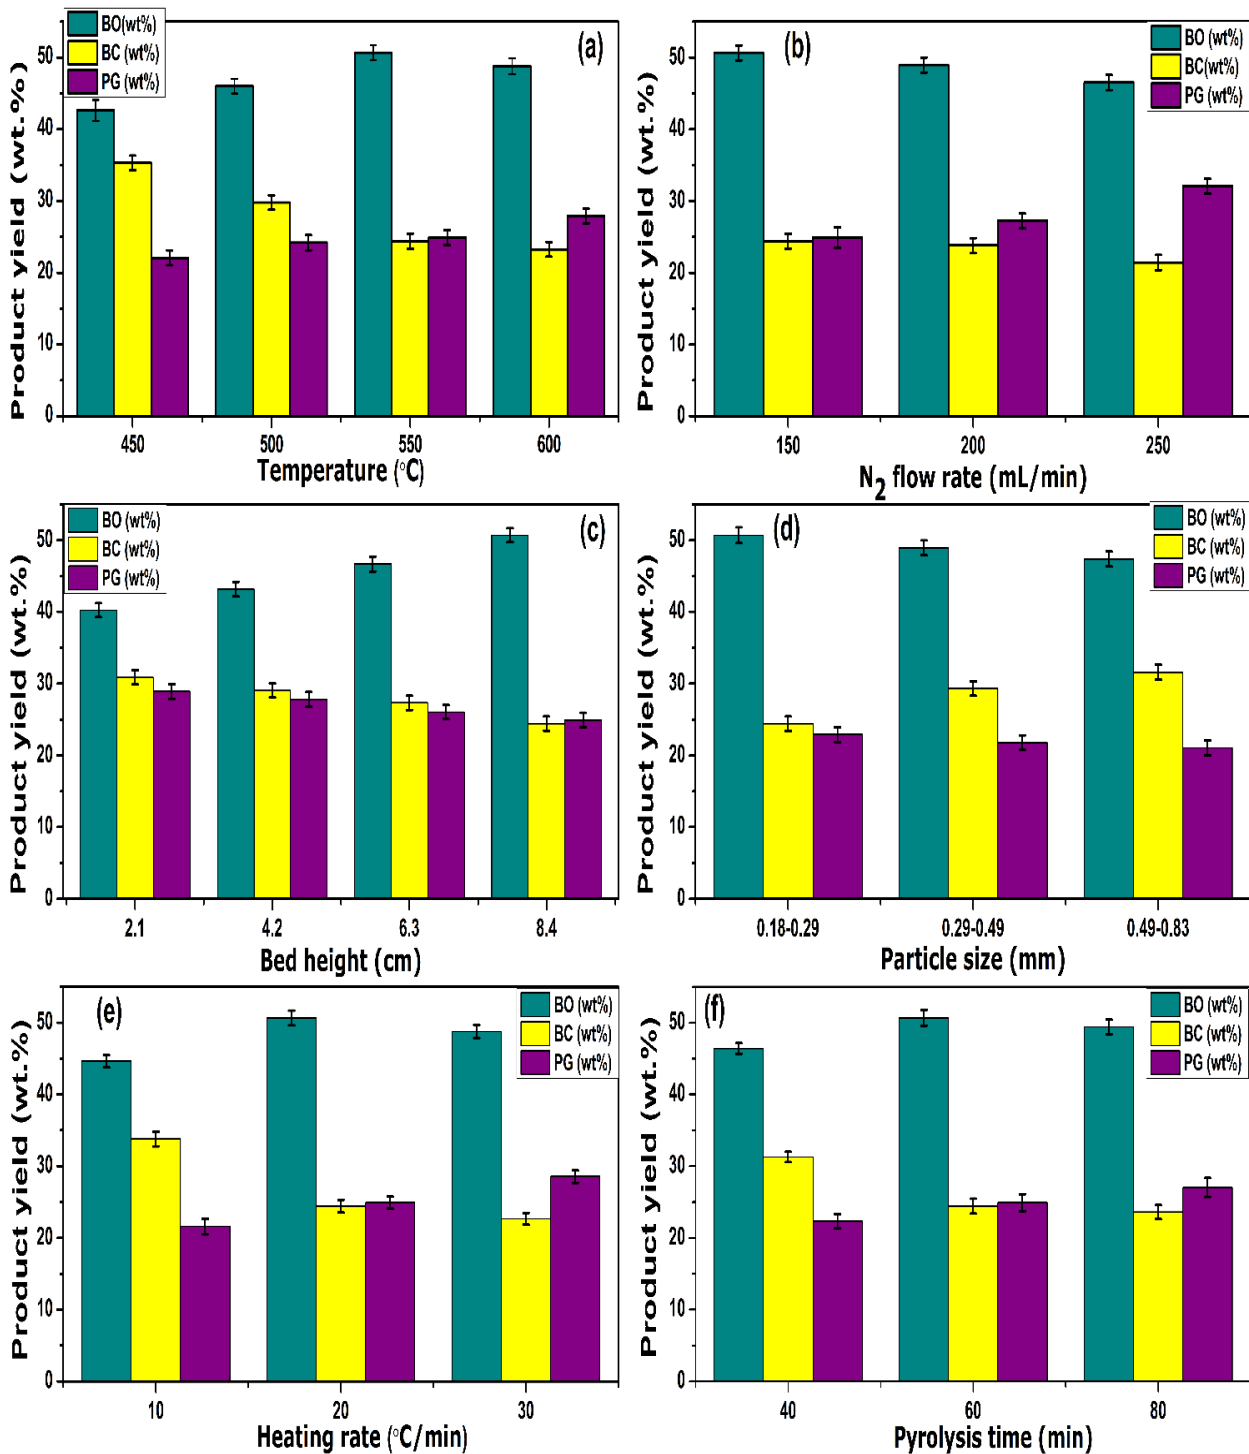 BO(wt%)
BC (wt%)
PG (wt%)
(a)
Product yield (wt.%)
50
40
30
20
10
0
450
500
550
600
Temperature (°C)
BO (wt%)
BC(wt%)
PG (wt%)
(b)
Product yield (wt.%)
50
40
30
20
10
0
150
200
250
N2 flow rate (mL/min)
BO (wt%)
BC (wt%)
PG (wt%)
(c)
Product yield (wt.%)
50
40
30
20
10
0
2.1
4.2
6.3
8.4
Bed height (cm)
BO (wt%)
BC (wt%)
PG (wt%)
(d)
Product yield (wt.%)
50
40
30
20
10
0
0.18-0.29
0.29-0.49
0.49-0.83
Particle size (mm)
BO (wt%)
BC (wt%)
PG (wt%)
(e)
Product yield (wt.%)
50
40
30
20
10
0
10
20
30
Heating rate (°C/min)
BO (wt%)
BC (wt%)
PG (wt%)
(f)
Product yield (wt.%)
50
40
30
20
10
0
40
60
80
Pyrolysis time (min)